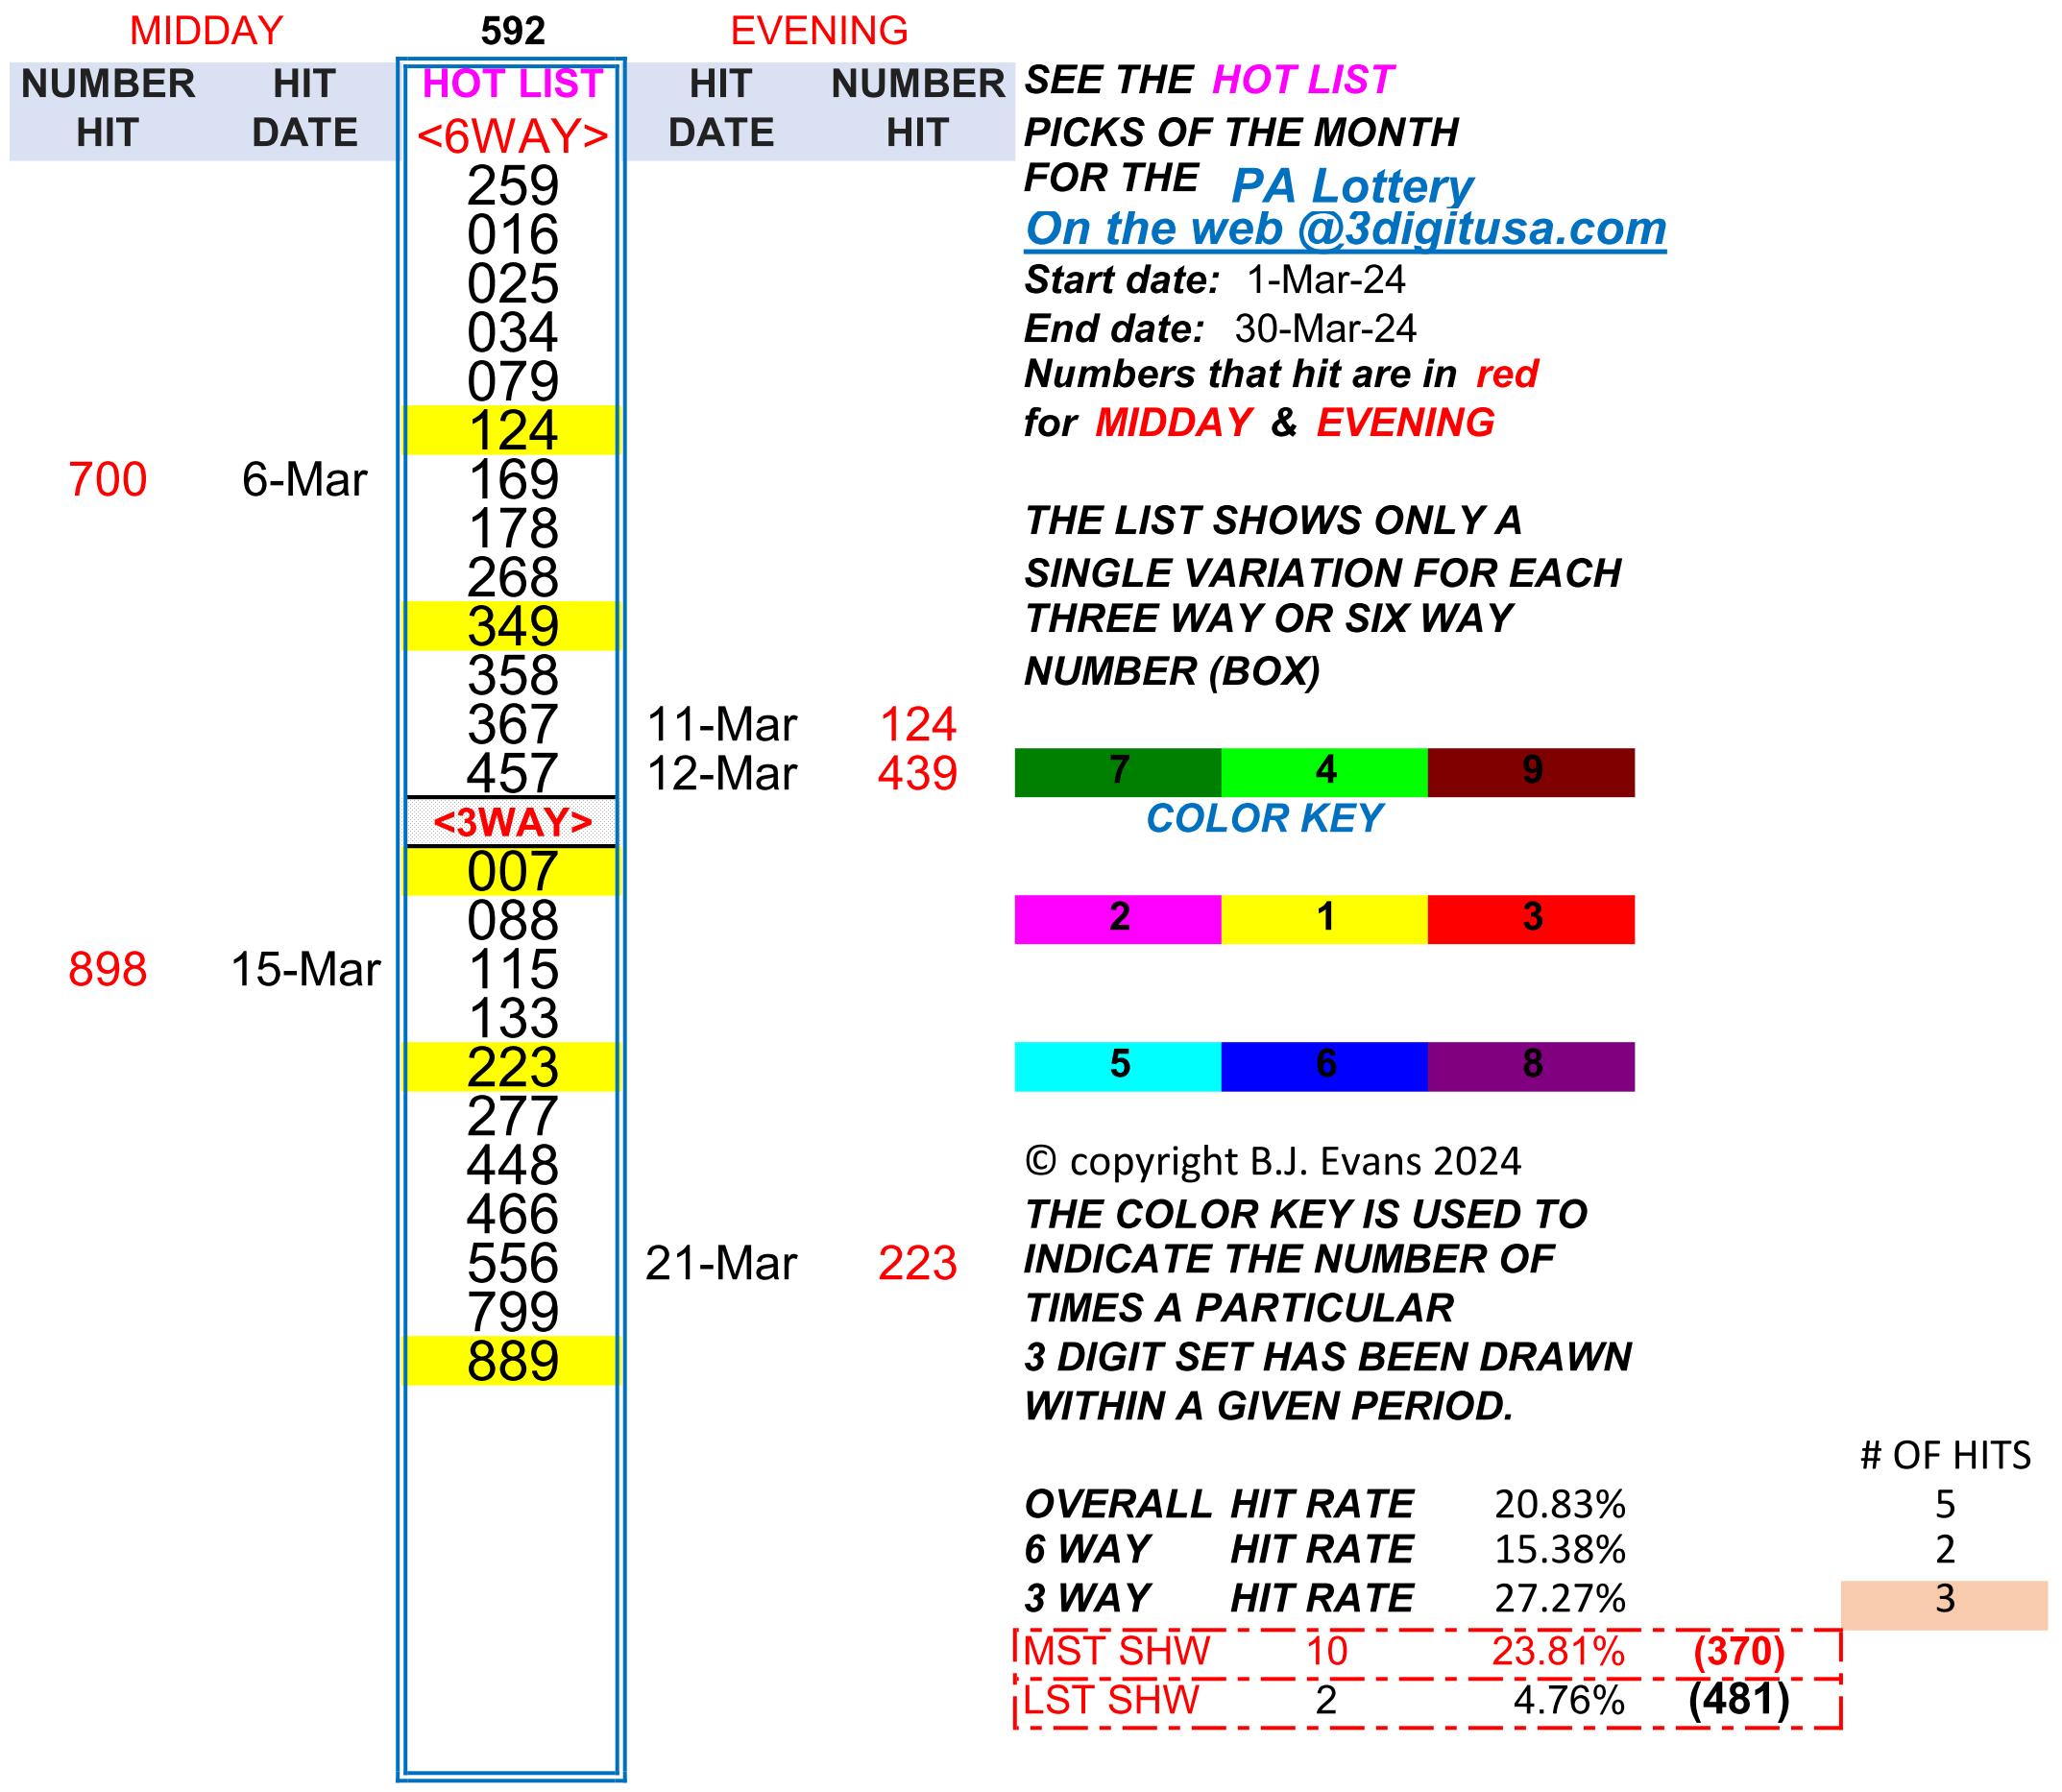 MIDDAY 592 EVENING
NUMBER HIT HOT LIST HIT NUMBER SEE THE HOT LIST
HIT DATE <6WAY> DATE HIT PICKS OF THE MONTH
259 FOR THE PA Lottery
016 On the web @3digitusa.com
025 Start date: 1-Mar-24
034 End date: 30-Mar-24
079 Numbers that hit are in red
124 for MIDDAY & EVENING
700 6-Mar 169
178 THE LIST SHOWS ONLY A
268 SINGLE VARIATION FOR EACH
349 THREE WAY OR SIX WAY
358 NUMBER (BOX)
367 11-Mar 124
457 12-Mar 439 7 4 9
<3WAY> COLOR KEY
007
088 2 1 3
898 15-Mar 115
133
223 5 6 8
277
448 © copyright B.J. Evans 2024
466 THE COLOR KEY IS USED TO
556 21-Mar 223 INDICATE THE NUMBER OF
799 TIMES A PARTICULAR
889 3 DIGIT SET HAS BEEN DRAWN
WITHIN A GIVEN PERIOD.
# OF HITS
OVERALL HIT RATE 20.83% 5
6 WAY HIT RATE 15.38% 2
3 WAY HIT RATE 27.27% 3
MST SHW 10 23.81% (370)
LST SHW 2 4.76% (481)